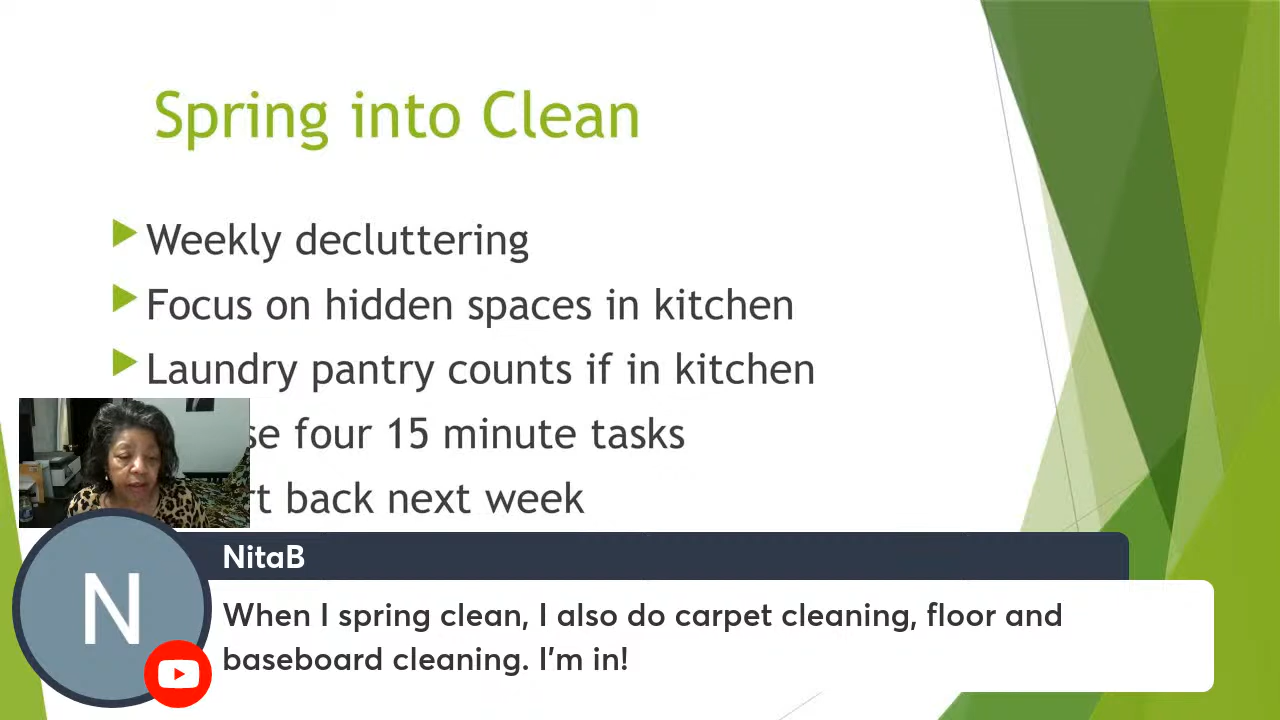 Spring into Clean
Weekly decluttering
Focus on hidden spaces in kitchen
Laundry pantry counts if in kitchen
four 15 minute tasks
back next week
N
NitaB
When I spring clean, I also do carpet cleaning, floor and
baseboard cleaning. I'm in!